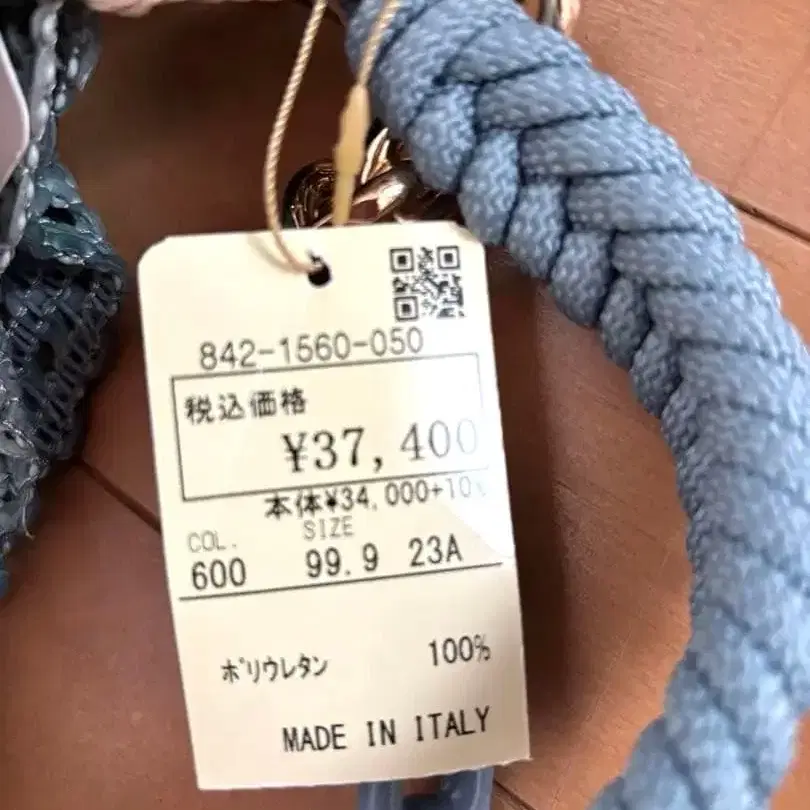 842-1560-050
税込価格
¥37,400
本体¥34,000+10%
COL. SIZE
600 99.9 23A
ポリウレタン 100%
MADE IN ITALY